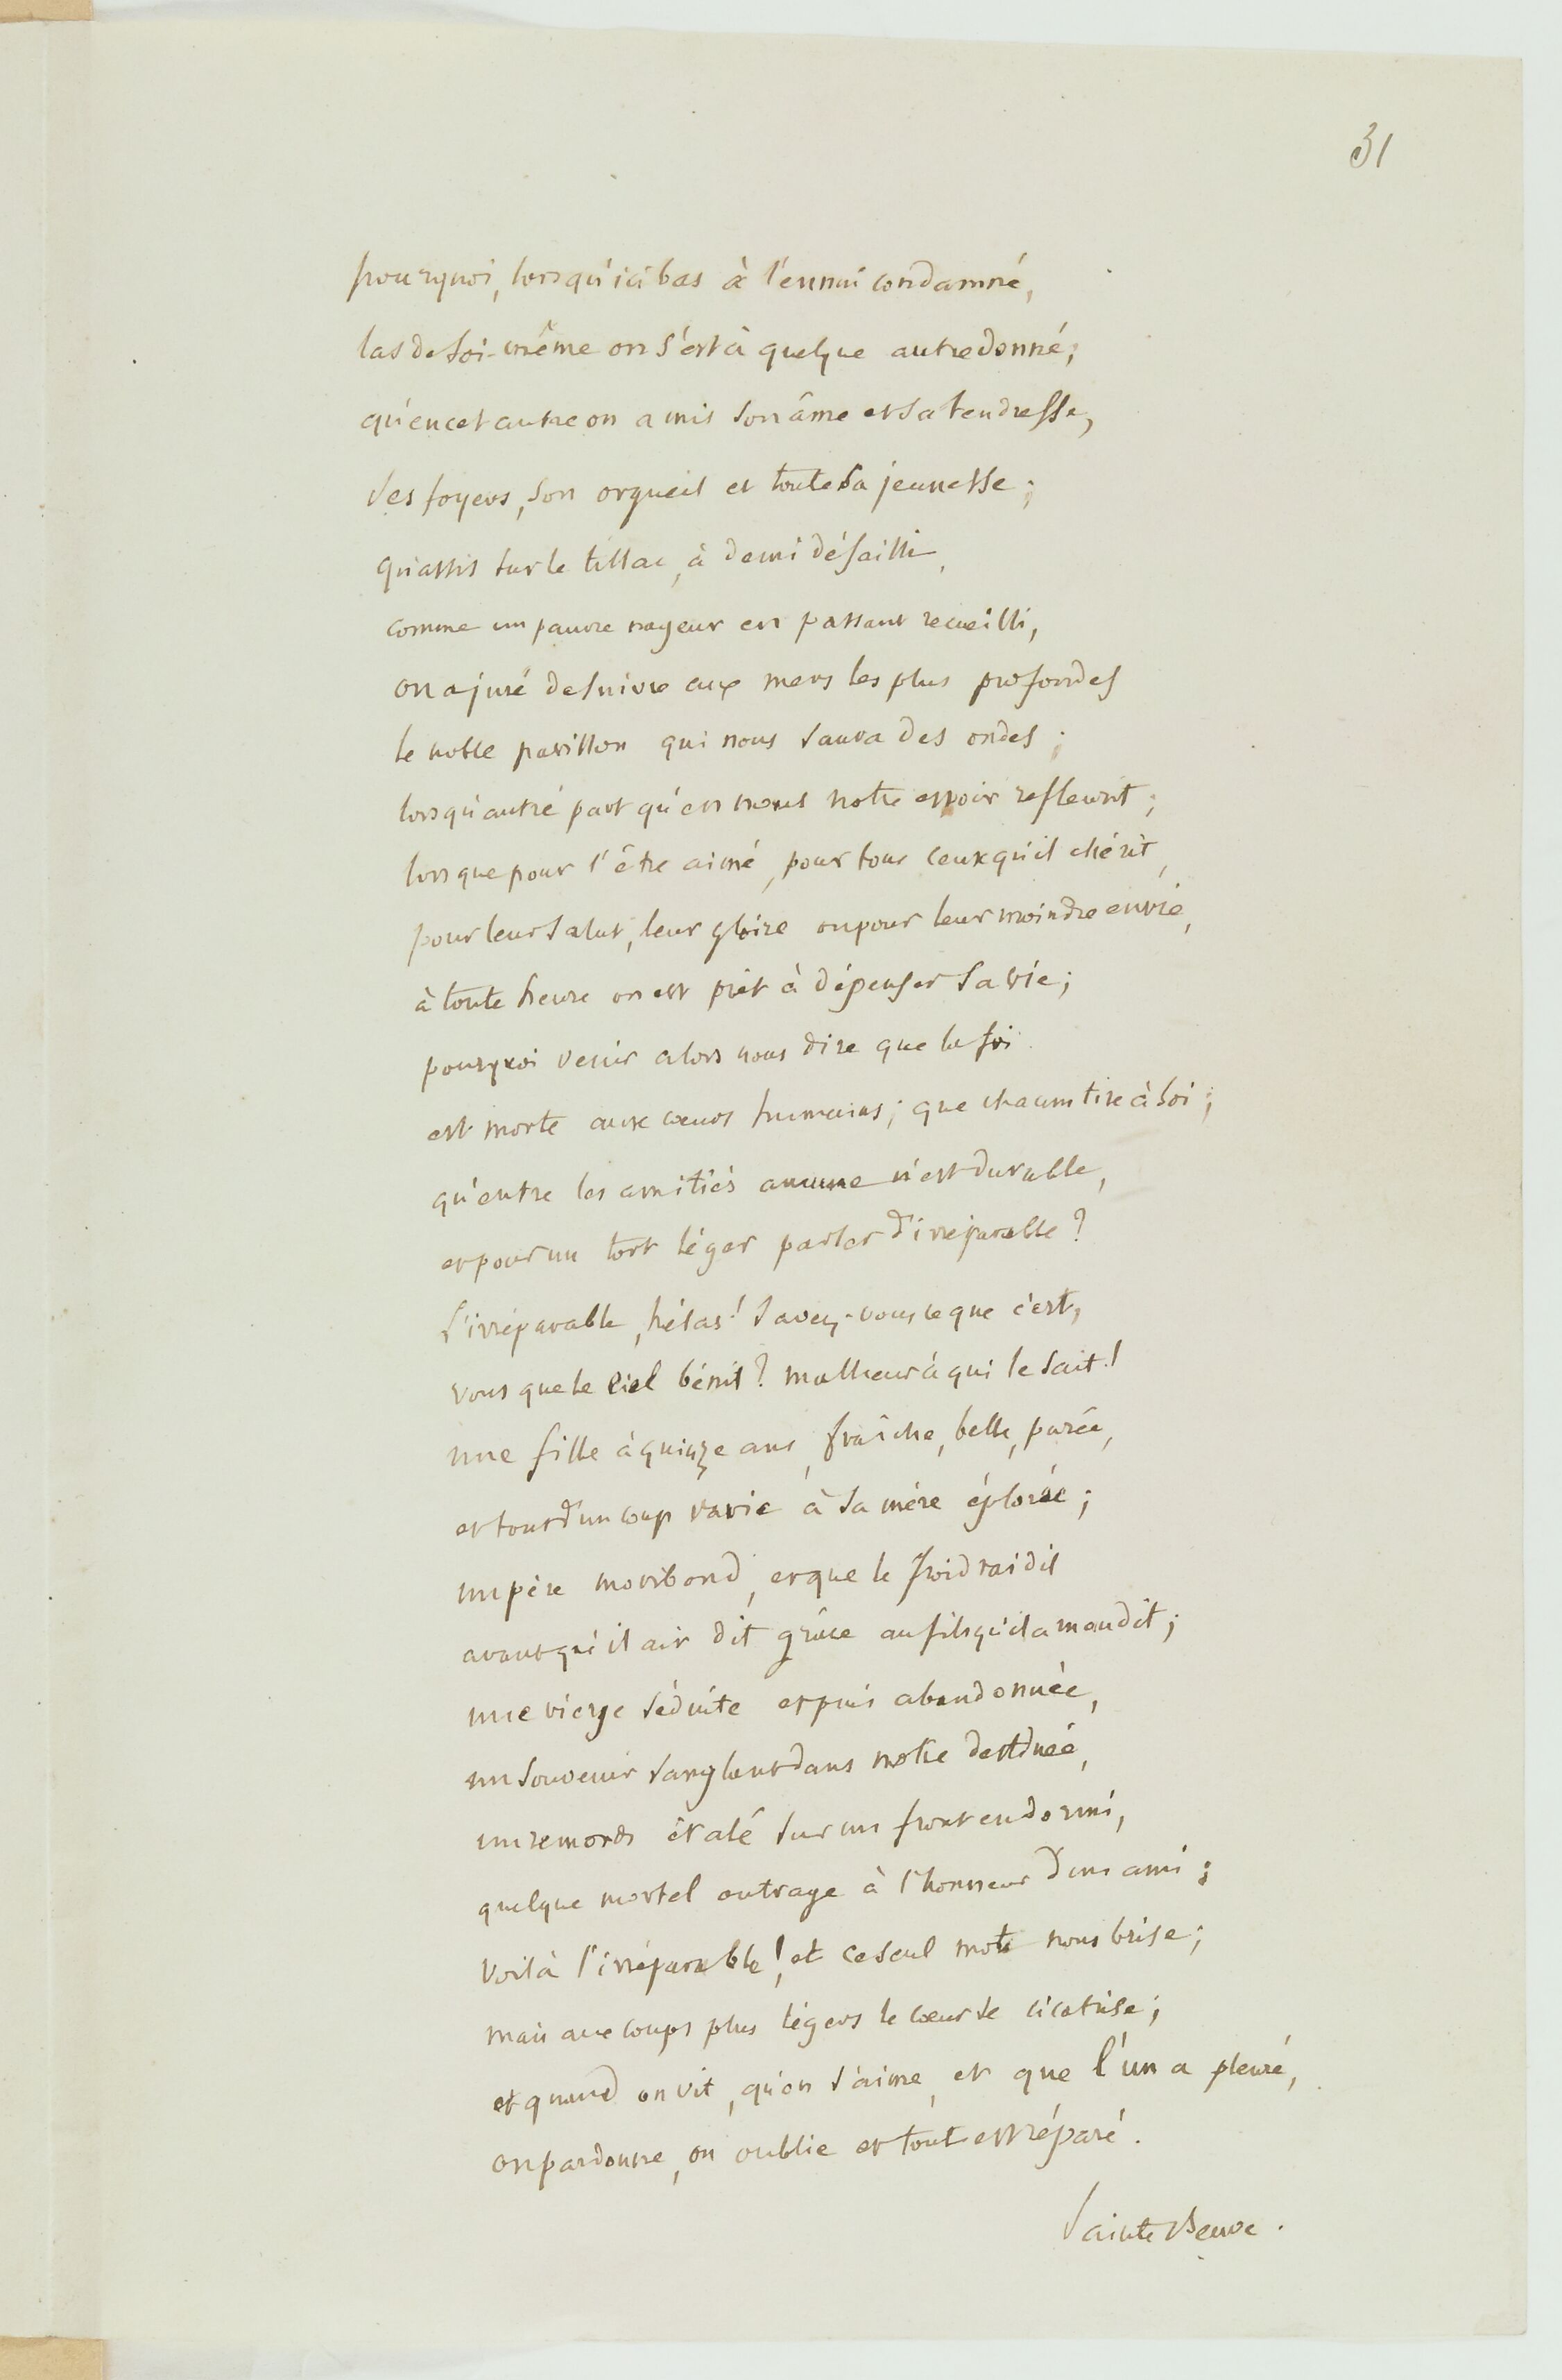 31
pourquoi, lorsqu'ici bas à l'ennui condamné,
las de soi-même on s'est à quelque autre donné;
qu'en cet autre on a mis son âme et sa tendresse,
ses foyers, son orgueil et toute sa jeunesse;
qu'assis sur le tillac, à demi défailli,
comme un pauvre nageur en passant recueilli,
on a juré de suivre aux mers les plus profondes
le noble pavillon qui nous sauva des ondes;
lorsqu'autre part qu'en nous notre espoir refleurit;
lorsque pour l'être aimé, pour tous ceux qu'il chérit,
pour leur salut, leur gloire ou pour leur moindre envie,
à toute heure on est prêt à dépenser sa vie;
pourquoi venir alors nous dire que la foi
est morte aux cœurs humains; que chacun tire à soi;
qu'entre les amitiés aucune n'est durable,
et pour un tort léger parler d'irréparable?
l'irréparable, hélas! savez-vous ce que c'est,
vous que le ciel bénit? malheur à qui le sait!
une fille à quinze ans, fraîche, belle, parée,
et tout d'un coup ravie à sa mère éplorée;
un père moribond, et que le froid raidit
avant qu'il ait dit grâce au fils qu'il a maudit;
une vierge séduite et puis abandonnée,
un souvenir sanglant dans notre destinée,
un remords étalé sur un front endormi,
quelque mortel outrage à l'honneur d'un ami;
voilà l'irréparable! et ce seul mot nous brise;
mais aux coups plus légers le cœur se cicatrise;
et quand on vit, qu'on s'aime, et que l'un a pleuré,
on pardonne, on oublie et tout est réparé.
Sainte Beuve.